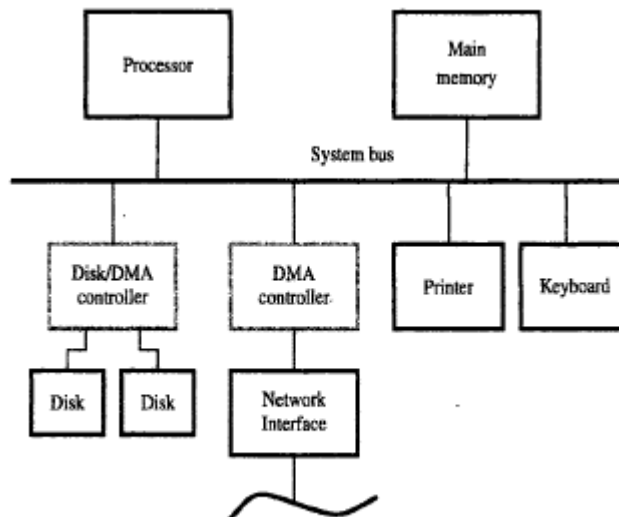 Processor
Main
memory
System bus
Disk/DMA
controller
DMA
controller
Printer
Keyboard
Disk
Disk
Network
Interface